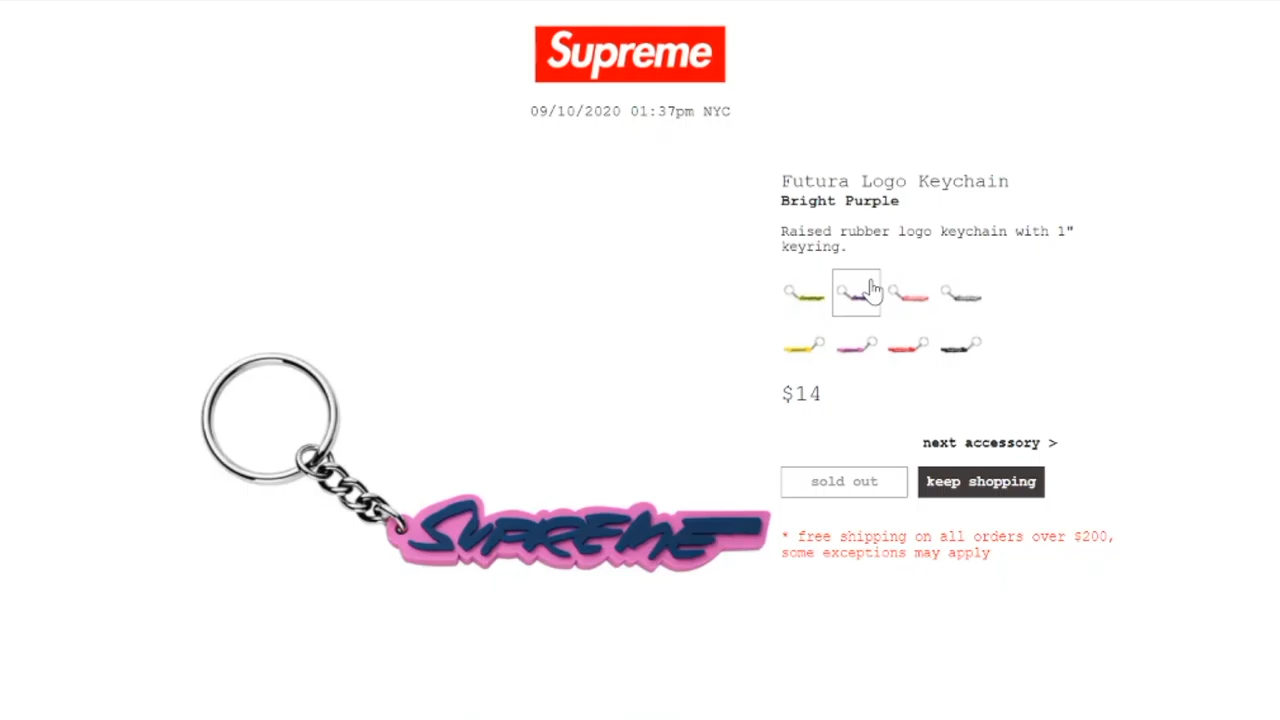 Supreme
09/10/2020 01:37pm NYC
Futura Logo Keychain
Bright Purple
Raised rubber logo keychain with 1"
keyring.
$14
next accessory >
sold out
keep shopping
SUPREME
* free shipping on all orders over $200,
some exceptions may apply